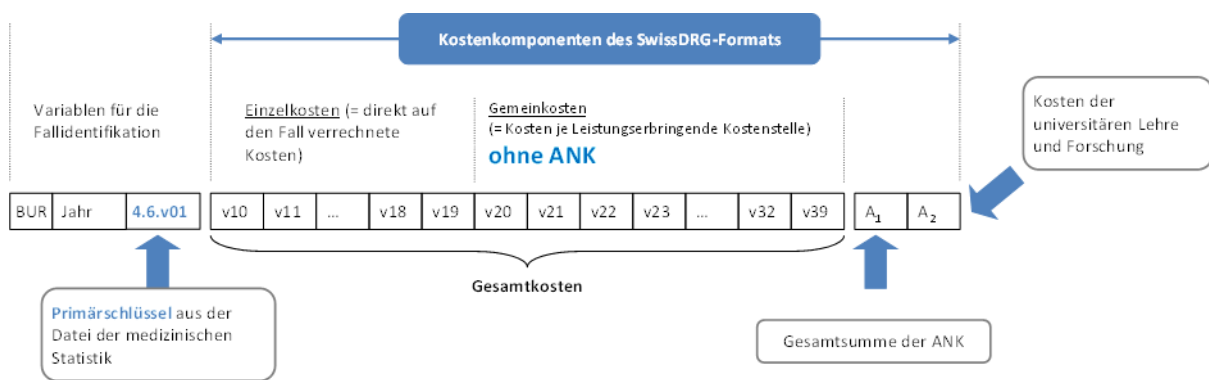 Kostenkomponenten des SwissDRG-Formats
Variablen für die
Fallidentifikation
Einzelkosten (= direkt auf
den Fall verrechnete
Kosten)
Gemeinkosten
(= Kosten je Leistungserbringende Kostenstelle)
ohne ANK
Kosten der
universitären Lehre
und Forschung
BUR Jahr 4.6.v01 v10 v11 ... v18 v19 v20 v21 v22 v23 ... v32 v39 A1 A2
Gesamtkosten
Primärschlüssel aus der
Datei der medizinischen
Statistik
Gesamtsumme der ANK